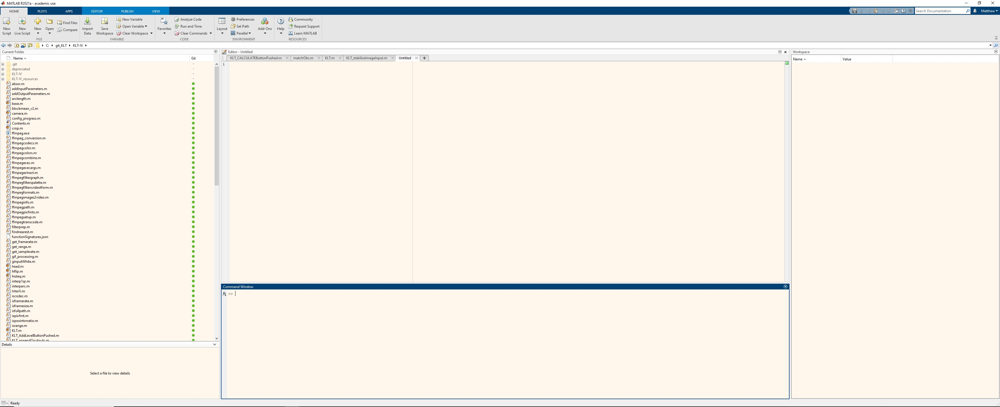 MATLAB R2021a - academic use
HOME PLOTS APPS EDITOR PUBLISH VIEW
Search Documentation
Matthew
New Script
New Live Script
New
Open
Find Files
Compare
FILE
Import Data
Save Workspace
New Variable
Open Variable
Clear Workspace
VARIABLE
Favorites
Analyze Code
Run and Time
Clear Commands
CODE
Layout
Preferences
Set Path
Parallel
Add-Ons
ENVIRONMENT
Help
Community
Request Support
Learn MATLAB
RESOURCES
C: git_KLT KLT-IV
Current Folder
Name Git
.git
depreciated
KLT-IV
KLT-IV_resources
absor.m
addInputParameters.m
addOutputParameters.m
arclength.m
base.m
blockmean_v2.m
camera.m
config_progress.m
Contents.m
crop.m
ffmpeg.exe
ffmpeg_conversion.m
ffmpegcodecs.m
ffmpegcolor.m
ffmpegcolors.m
ffmpegcombine.m
ffmpegexec.m
ffmpegexecargs.m
ffmpegextract.m
ffmpegfiltergraph.m
ffmpegfilterspalette.m
ffmpegfiltersvideotform.m
ffmpegformats.m
ffmpegimages2video.m
ffmpeginfo.m
ffmpegpath.m
ffmpegpixfmts.m
ffmpegsetup.m
ffmpegtranscode.m
filterprep.m
findnearest.m
functionSignatures.json
get_framerate.m
get_range.m
get_samplerate.m
gif_processing.m
ginputWhite.m
head.m
hflip.m
histeq.m
interp1qr.m
interparc.m
InterX.m
iscodec.m
isframerate.m
isframesize.m
isfullpath.m
ispixfmt.m
isposintorratio.m
isrange.m
KLT.m
KLT_AddLevelButtonPushed.m
Details
Select a file to view details
Ready
Editor - Untitled
KLT_CALCULATEButtonPushed.m matchObs.m KLT.m KLT_stabiliseImageInput.m Untitled +
1
Command Window
fx >>
Workspace
Name Value